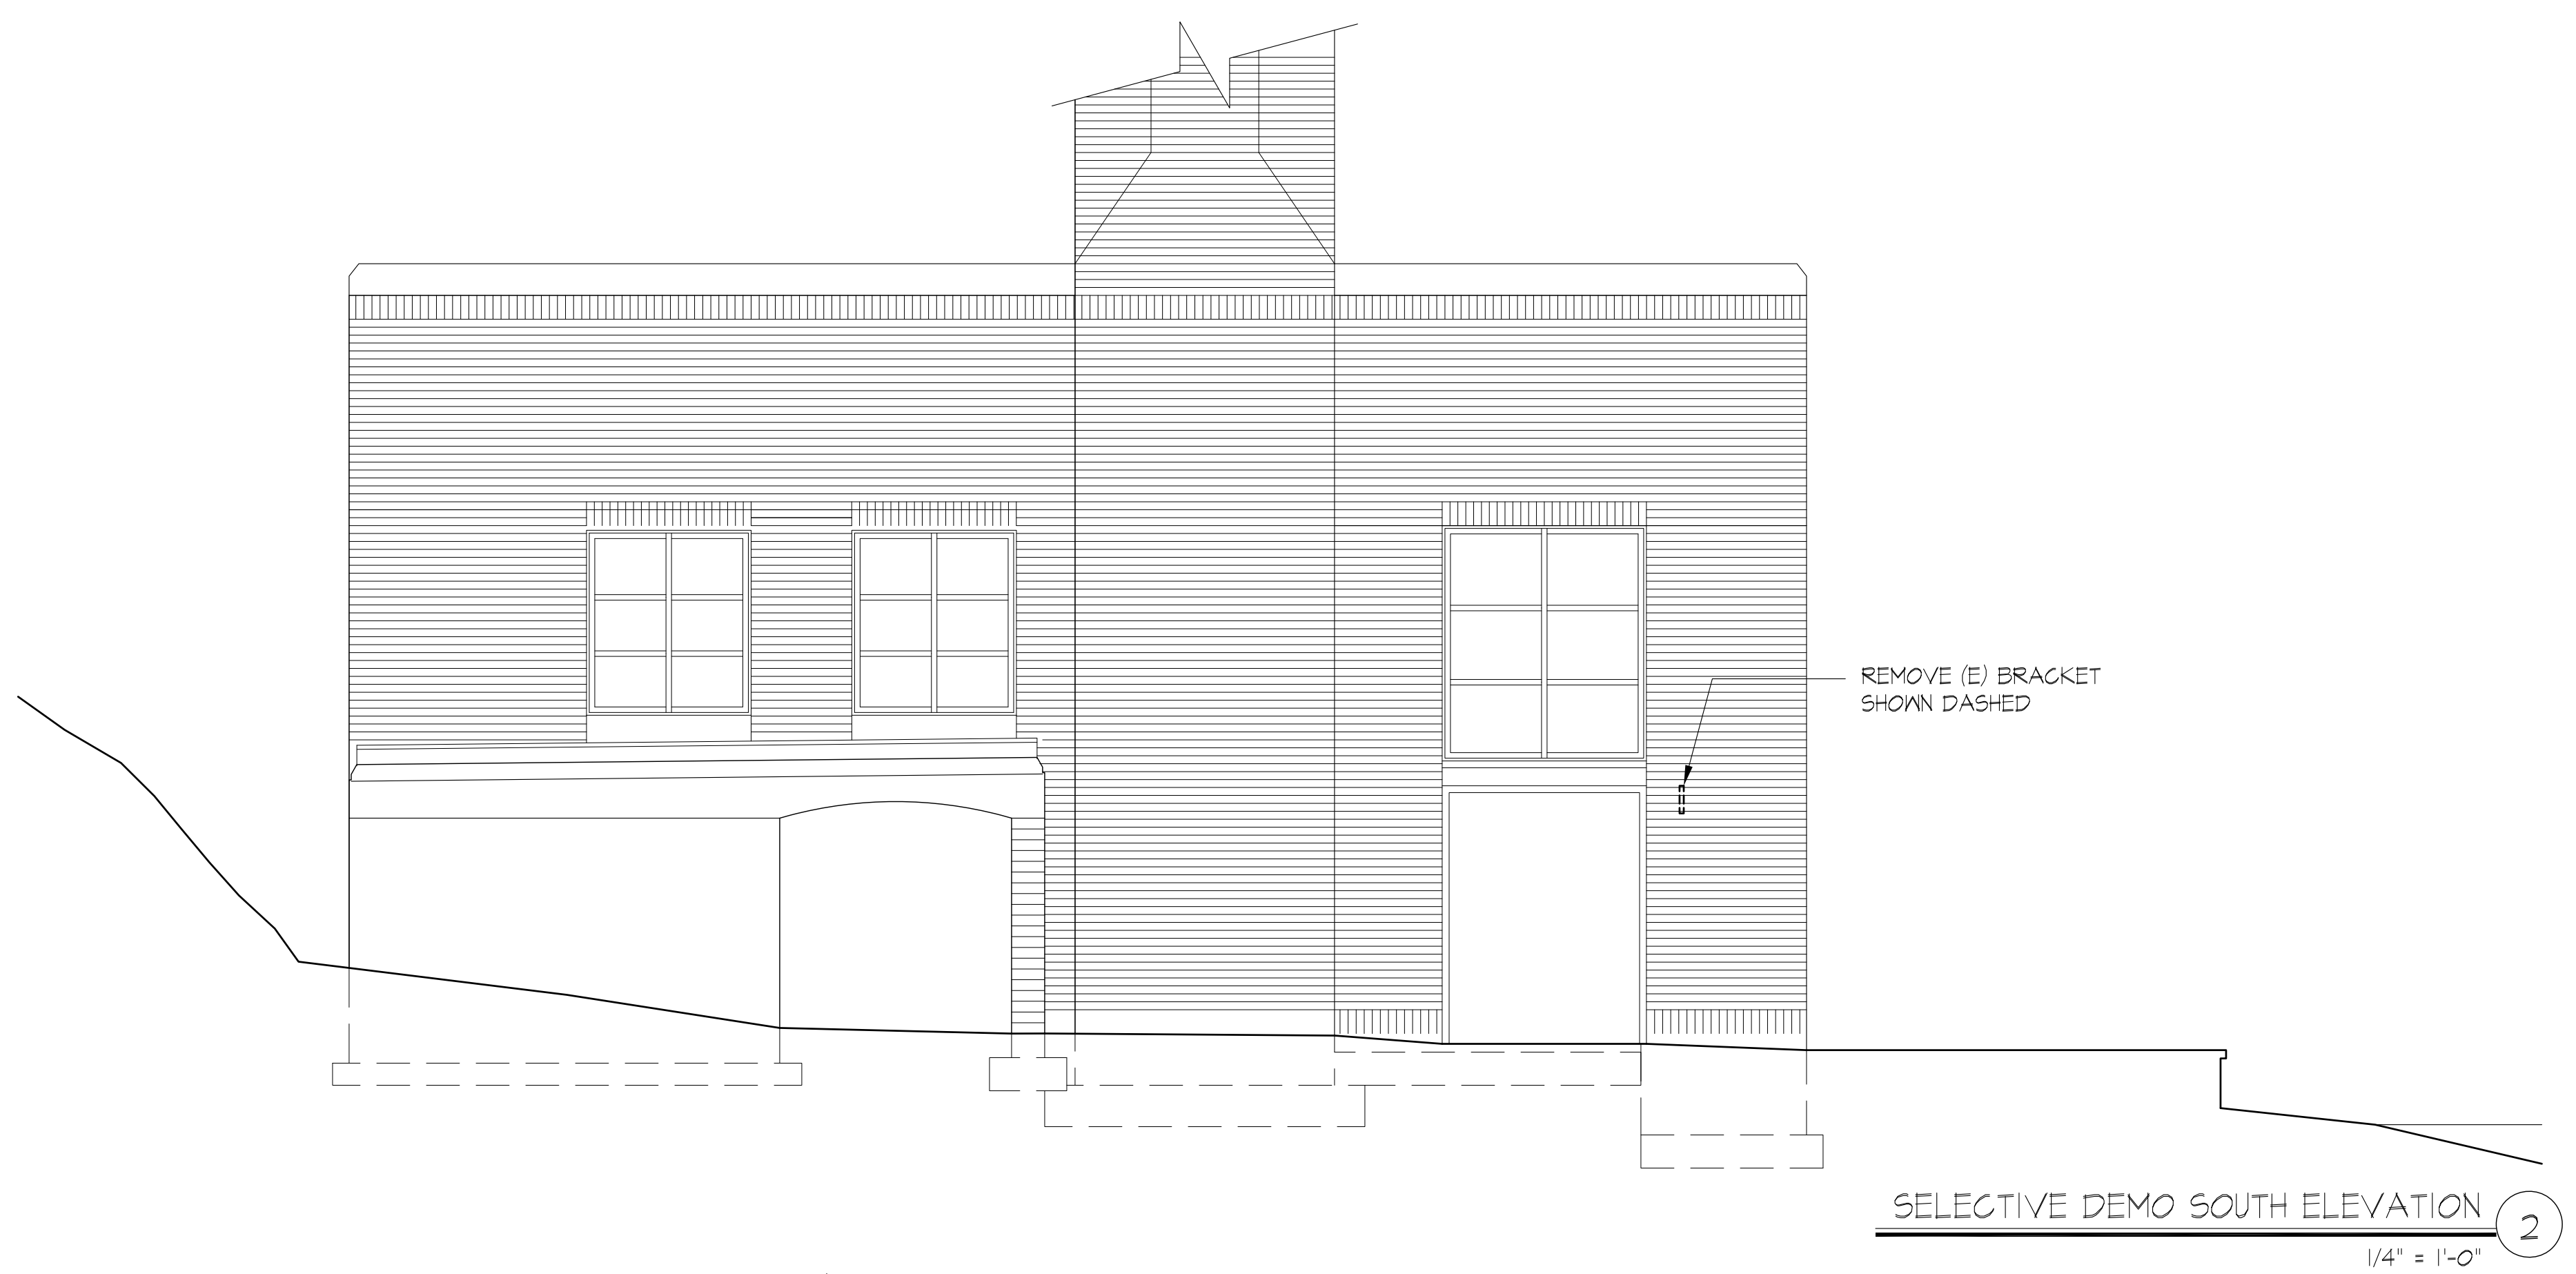 REMOVE (E) BRACKET
SHOWN DASHED
SELECTIVE DEMO SOUTH ELEVATION
2
1/4" = 1'-0"